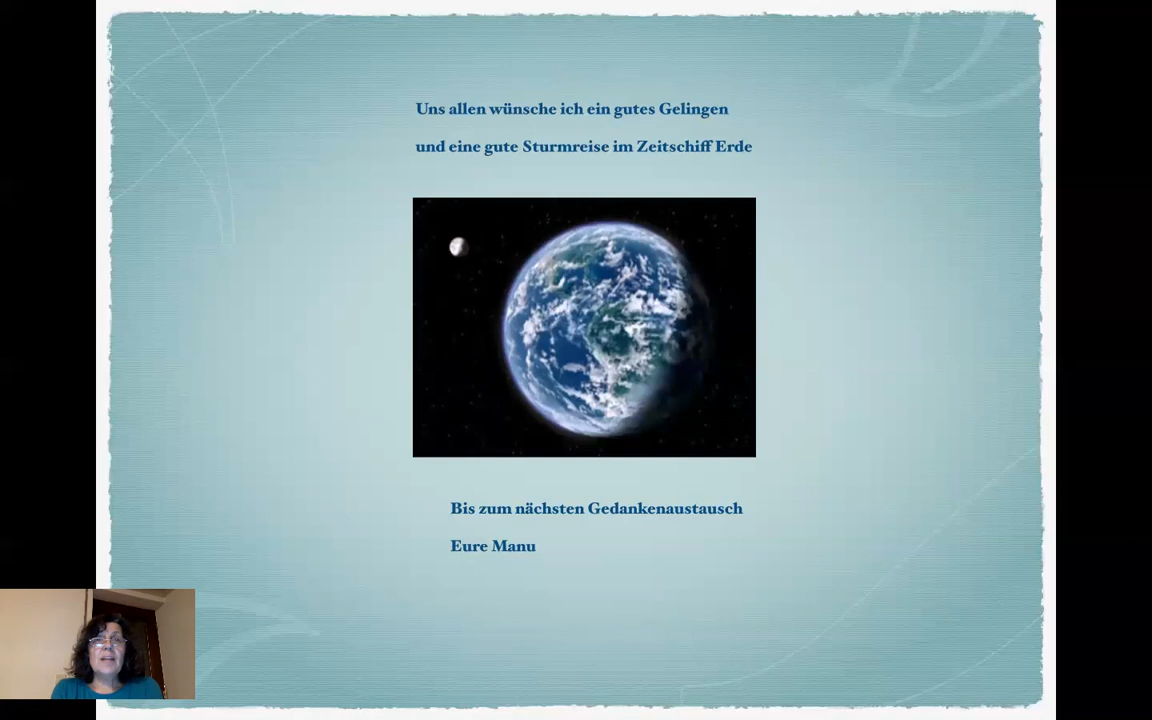 Uns allen wünsche ich ein gutes Gelingen
und eine gute Sturmreise im Zeitschiff Erde
Bis zum nächsten Gedankenaustausch
Eure Manu